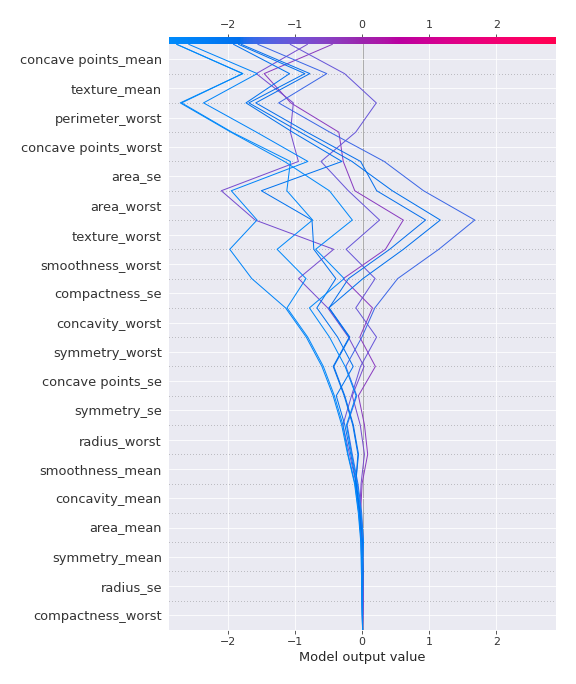 −2 −1 0 1 2
concave points_mean
texture_mean
perimeter_worst
concave points_worst
area_se
area_worst
texture_worst
smoothness_worst
compactness_se
concavity_worst
symmetry_worst
concave points_se
symmetry_se
radius_worst
smoothness_mean
concavity_mean
area_mean
symmetry_mean
radius_se
compactness_worst
−2 −1 0 1 2
Model output value